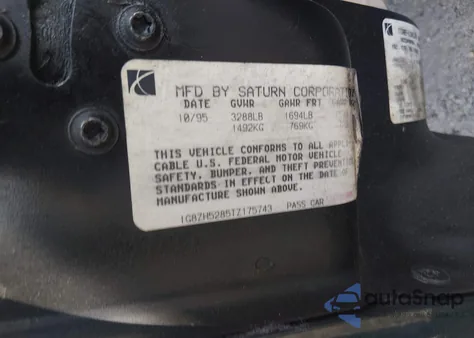 MFD BY SATURN CORPORATION
DATE GVWR GAWR FRT
10/95 3288LB 1694LB
1492KG 769KG
THIS VEHICLE CONFORMS TO ALL APPLI
CABLE U.S. FEDERAL MOTOR VEHICLE
SAFETY, BUMPER, AND THEFT PREVENTI
STANDARDS IN EFFECT ON THE DATE OF
MANUFACTURE SHOWN ABOVE.
1G8ZH5285TZ175743 PASS CAR
autoSnap